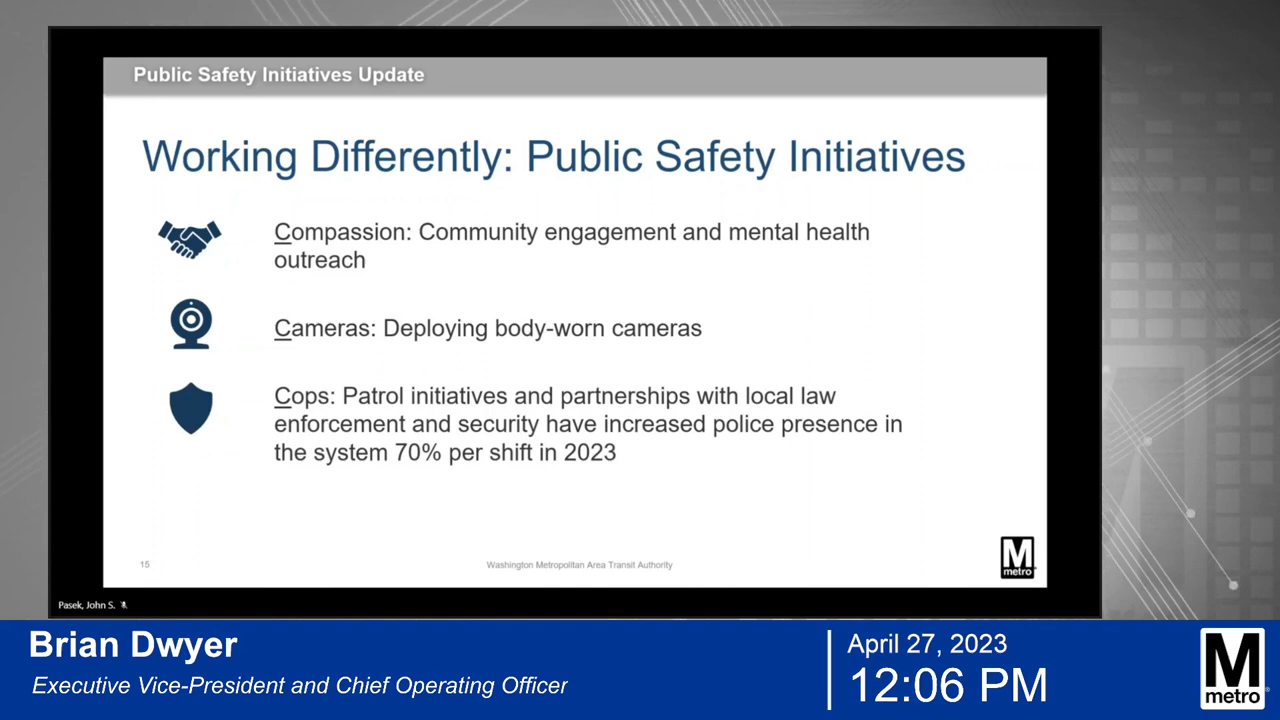 Public Safety Initiatives Update
Working Differently: Public Safety Initiatives
Compassion: Community engagement and mental health
outreach
Cameras: Deploying body-worn cameras
Cops: Patrol initiatives and partnerships with local law
enforcement and security have increased police presence in
the system 70% per shift in 2023
15
Washington Metropolitan Area Transit Authority
M
metro
Pasek, John S.
Brian Dwyer
Executive Vice-President and Chief Operating Officer
April 27, 2023
12:06 PM
M
metro®